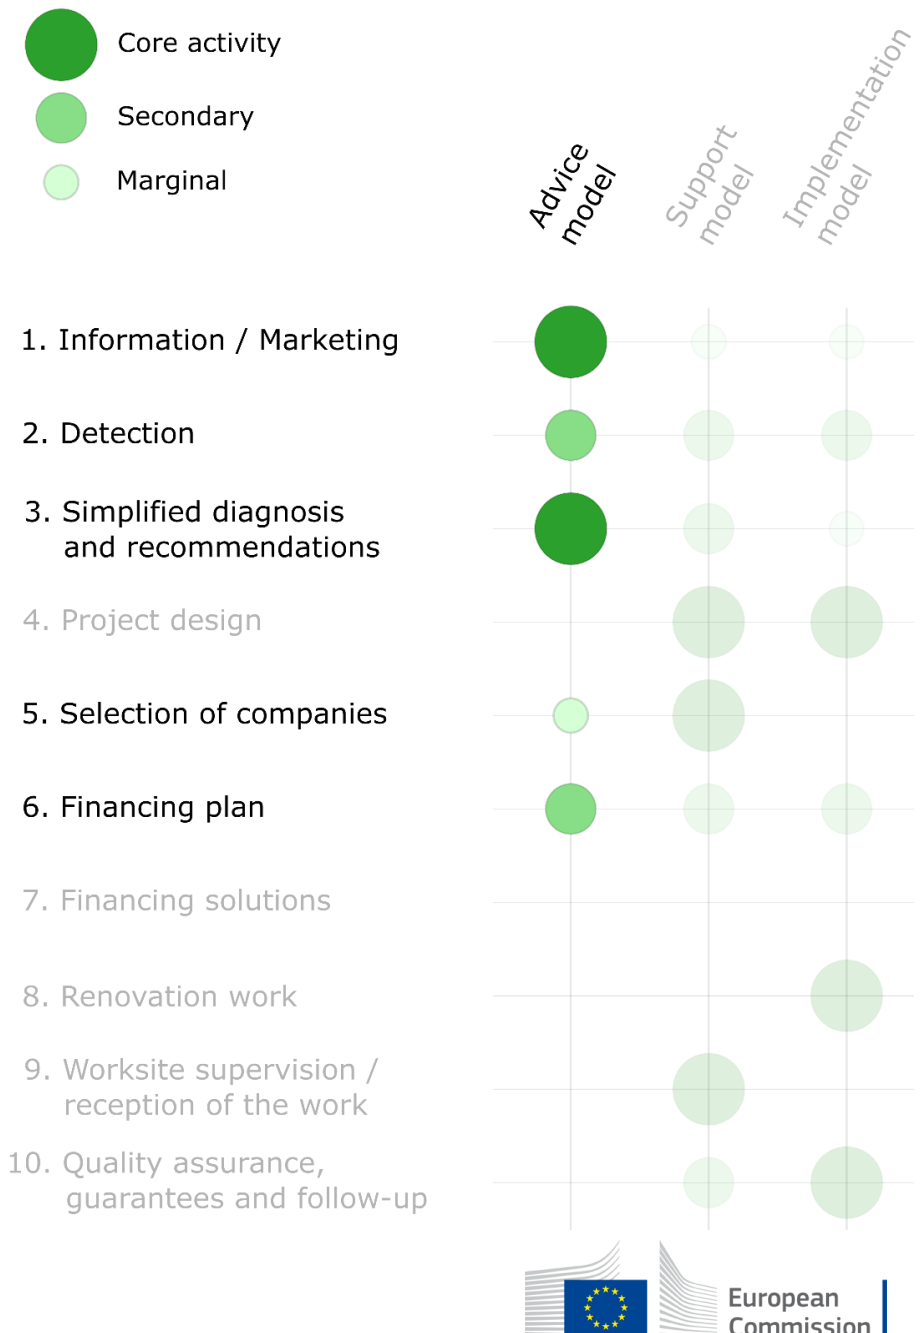 Core activity
Secondary
Marginal
Advice
model
Support
model
Implementation
model
1. Information / Marketing
2. Detection
3. Simplified diagnosis
and recommendations
4. Project design
5. Selection of companies
6. Financing plan
7. Financing solutions
8. Renovation work
9. Worksite supervision /
reception of the work
10. Quality assurance,
guarantees and follow-up
European
Commission